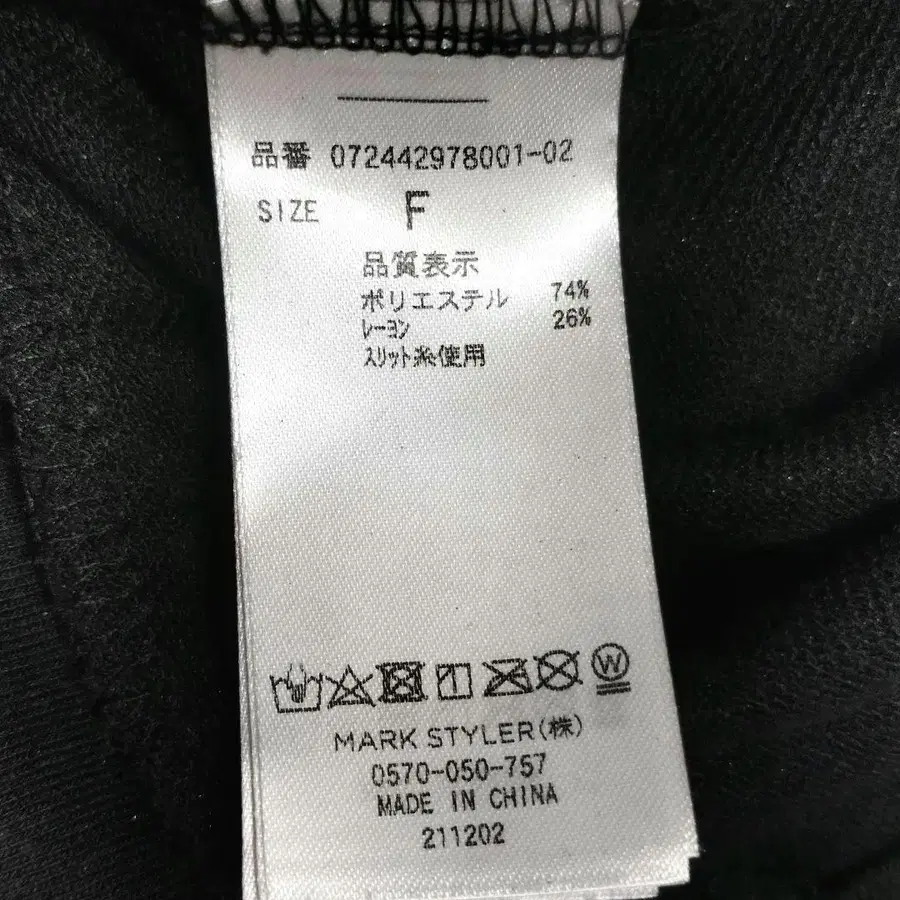 品番 072442978001-02
SIZE F
品質表示
ポリエステル 74%
レーヨン 26%
スリット糸使用
W
MARK STYLER(株)
0570-050-757
MADE IN CHINA
211202